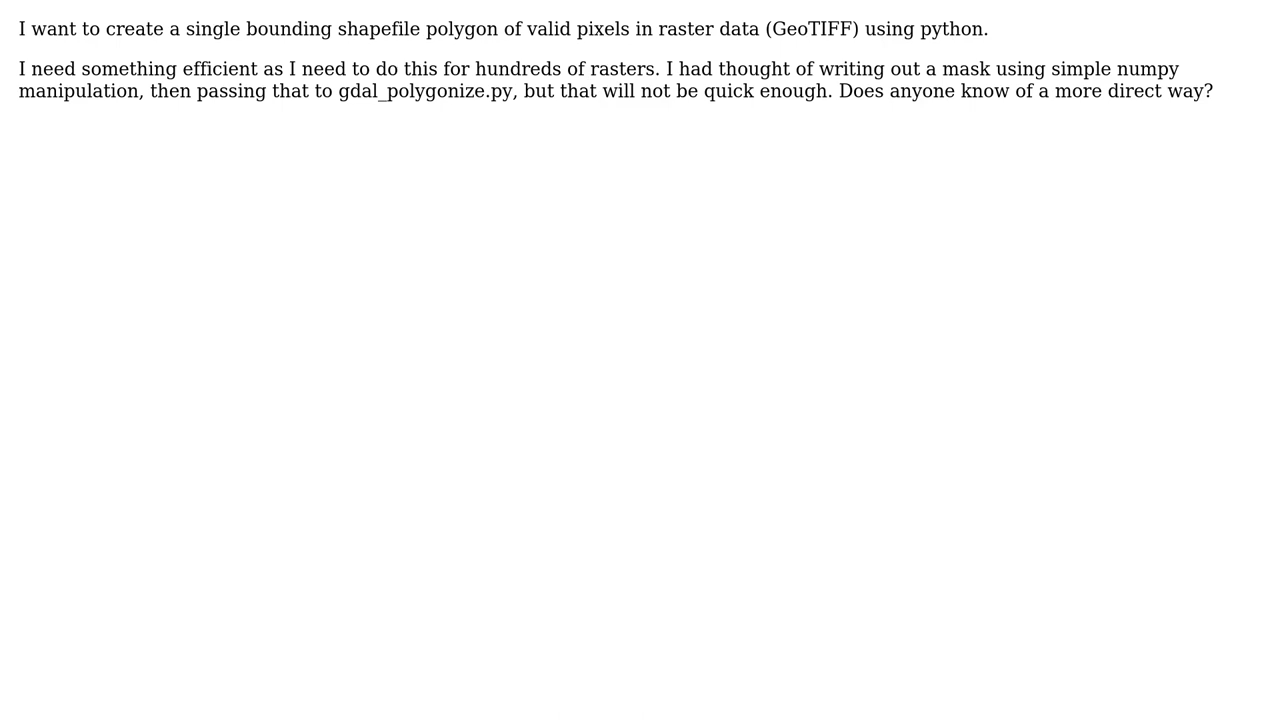 I want to create a single bounding shapefile polygon of valid pixels in raster data (GeoTIFF) using python.
I need something efficient as I need to do this for hundreds of rasters. I had thought of writing out a mask using simple numpy
manipulation, then passing that to gdal_polygonize.py, but that will not be quick enough. Does anyone know of a more direct way?